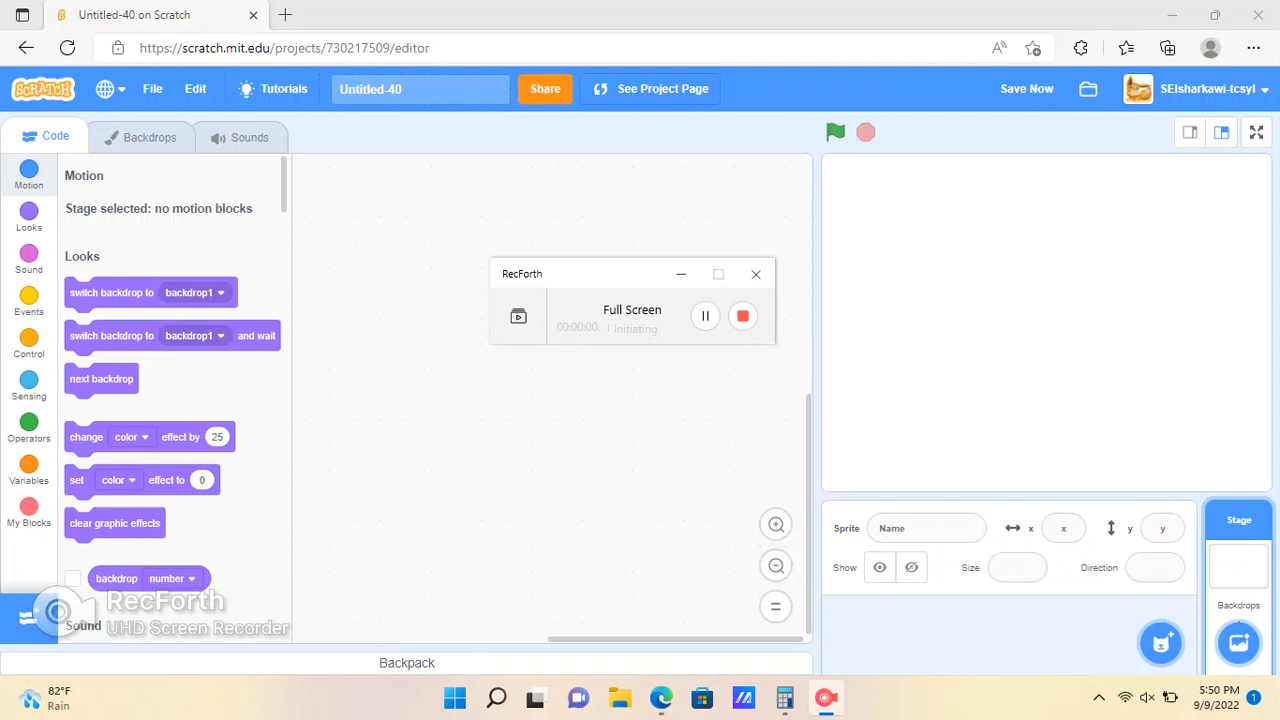 Untitled-40 on Scratch
https://scratch.mit.edu/projects/730217509/editor
SCRATCH
File
Edit
Tutorials
Untitled-40
Share
See Project Page
Save Now
SElsharkawi-tcsyl
Code
Backdrops
Sounds
Motion
Looks
Sound
Events
Control
Sensing
Operators
Variables
My Blocks
Motion
Stage selected: no motion blocks
Looks
switch backdrop to backdrop1
switch backdrop to backdrop1 and wait
next backdrop
change color effect by 25
set color effect to 0
clear graphic effects
backdrop number
Sound
RecForth
UHD Screen Recorder
RecForth
Full Screen
00:00:00 | Initiating
Backpack
Sprite Name x x y y
Show Size Direction
Stage
Backdrops
82°F
Rain
5:50 PM
9/9/2022
1